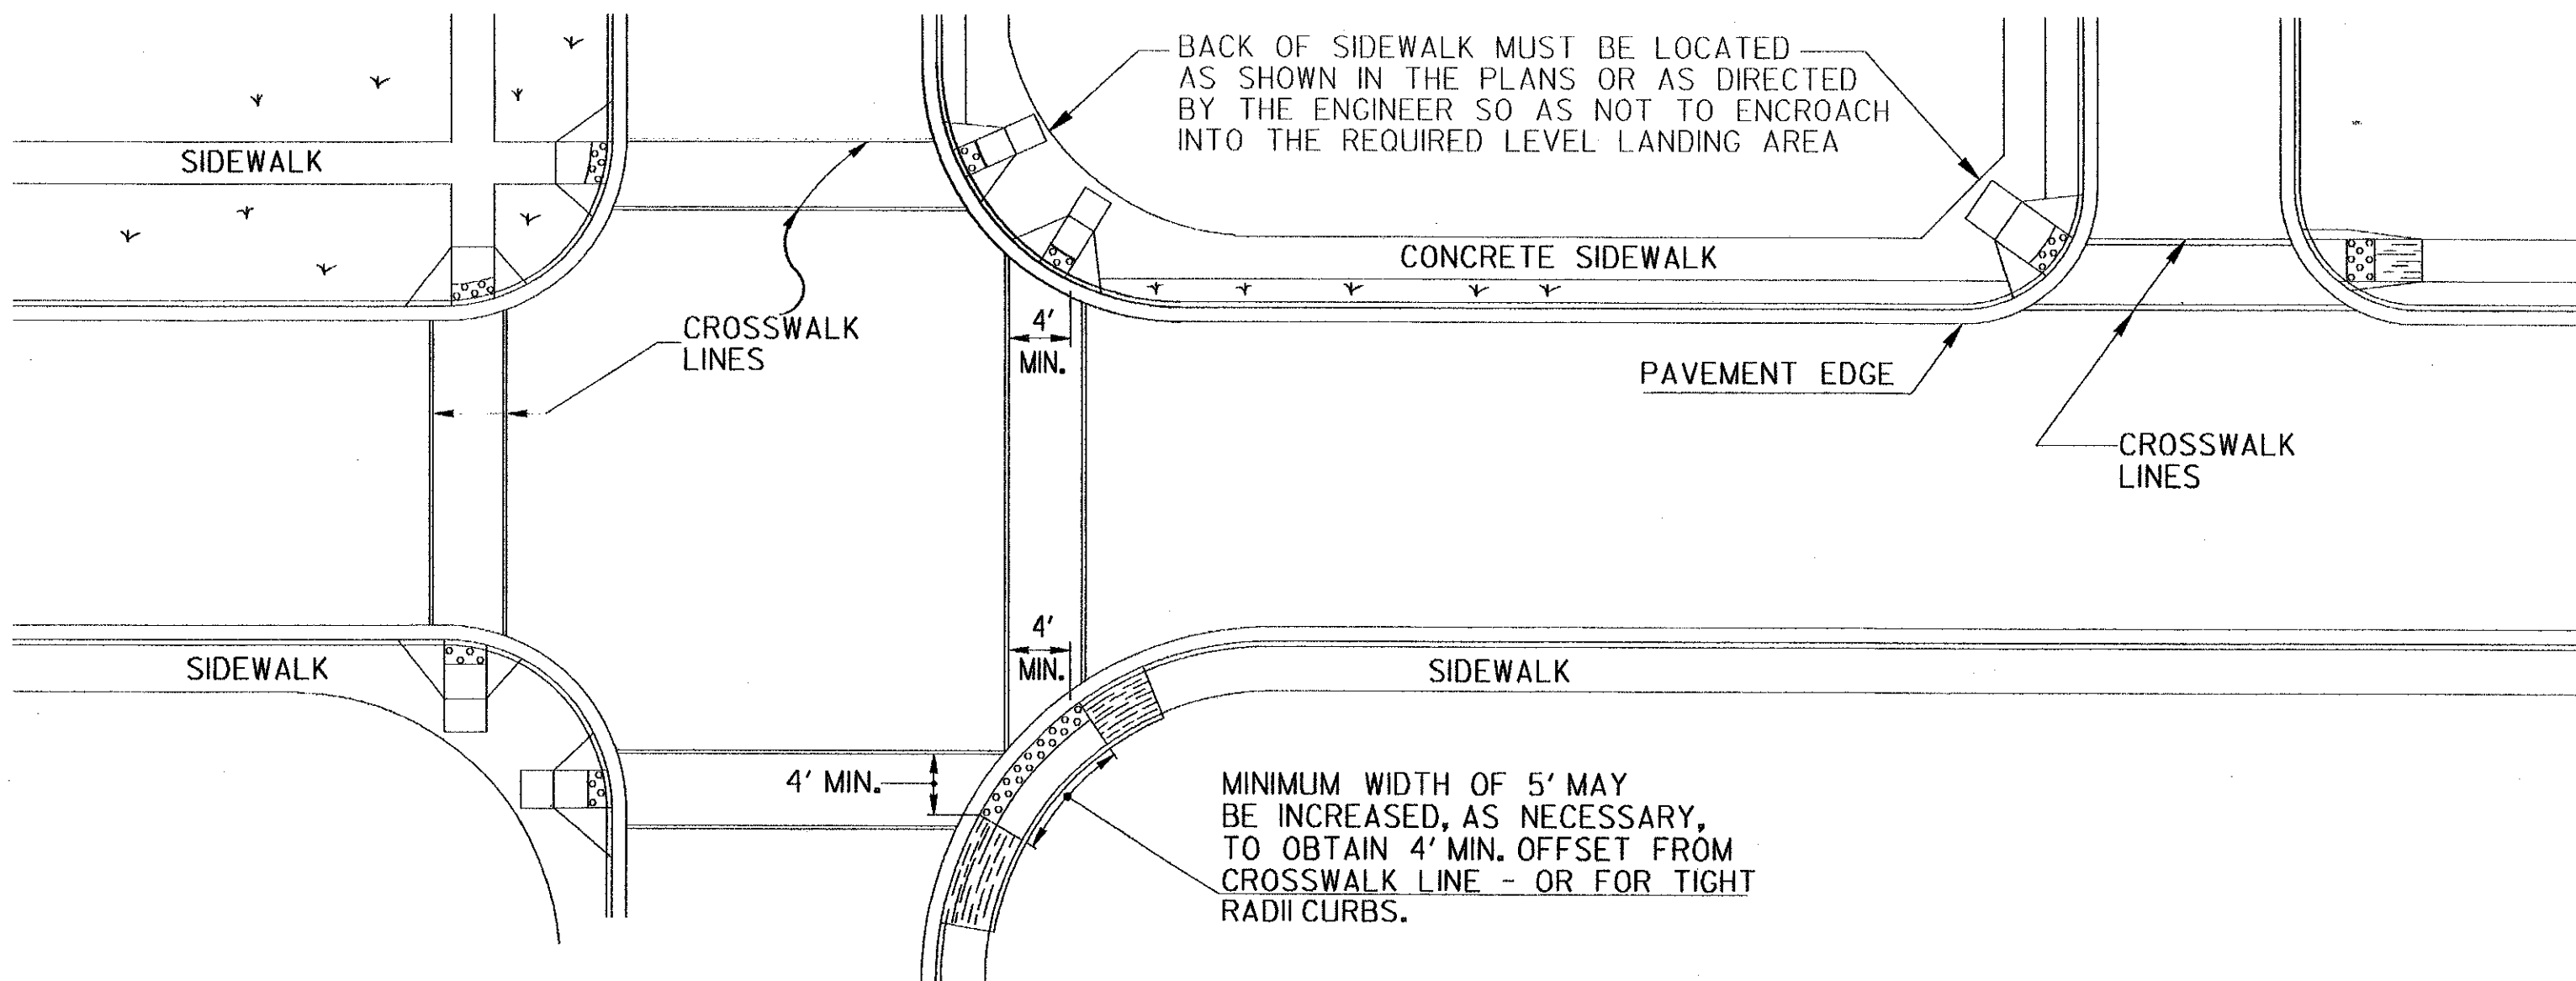 BACK OF SIDEWALK MUST BE LOCATED
AS SHOWN IN THE PLANS OR AS DIRECTED
BY THE ENGINEER SO AS NOT TO ENCROACH
INTO THE REQUIRED LEVEL LANDING AREA
SIDEWALK
CONCRETE SIDEWALK
CROSSWALK
LINES
4'
MIN.
PAVEMENT EDGE
CROSSWALK
LINES
SIDEWALK
4'
MIN.
SIDEWALK
4' MIN.
MINIMUM WIDTH OF 5' MAY
BE INCREASED, AS NECESSARY,
TO OBTAIN 4' MIN. OFFSET FROM
CROSSWALK LINE - OR FOR TIGHT
RADII CURBS.